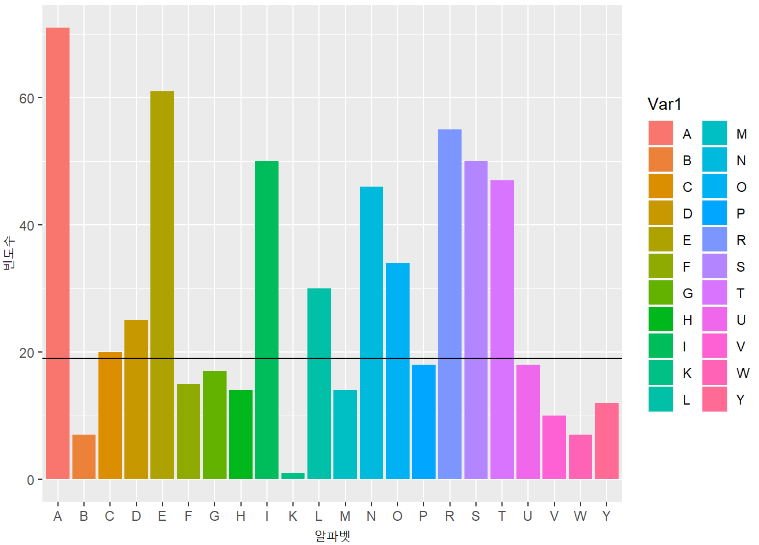 60
40
20
0
빈도수
A B C D E F G H I K L M N O P R S T U V W Y
알파벳
Var1
A M
B N
C O
D P
E R
F S
G T
H U
I V
K W
L Y